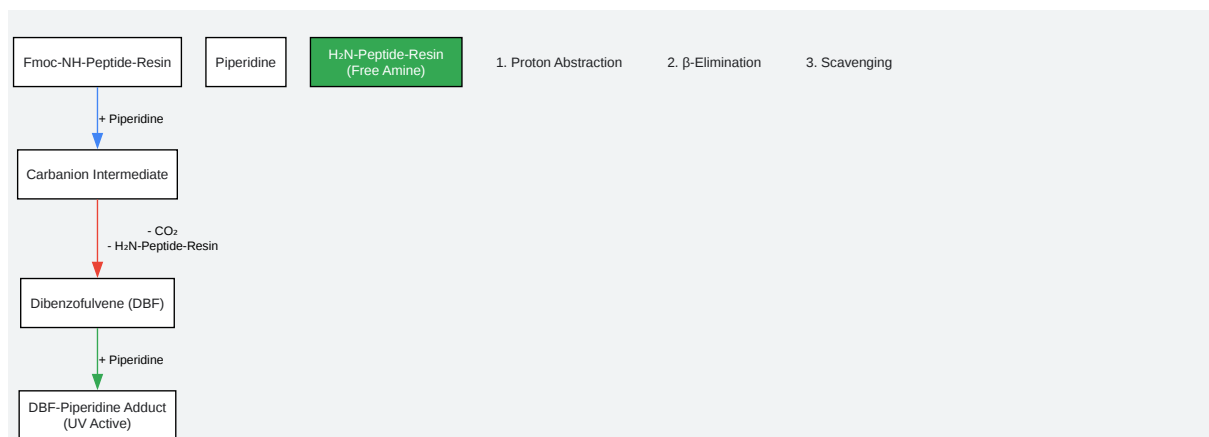 Fmoc-NH-Peptide-Resin
Piperidine
H₂N-Peptide-Resin
(Free Amine)
1. Proton Abstraction
2. β-Elimination
3. Scavenging
+ Piperidine
Carbanion Intermediate
- CO₂
- H₂N-Peptide-Resin
Dibenzofulvene (DBF)
+ Piperidine
DBF-Piperidine Adduct
(UV Active)